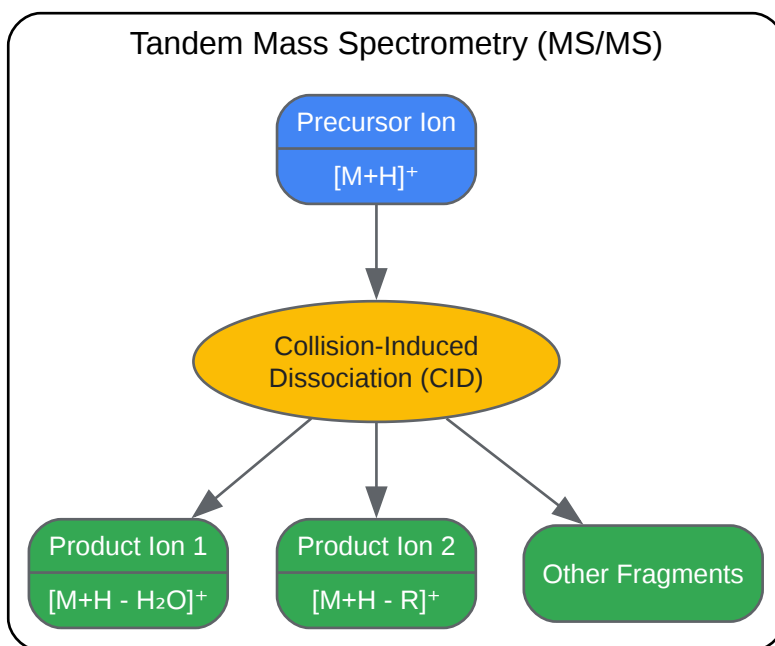 Tandem Mass Spectrometry (MS/MS)
Precursor Ion
[M+H]⁺
Collision-Induced
Dissociation (CID)
Product Ion 1
[M+H - H₂O]⁺
Product Ion 2
[M+H - R]⁺
Other Fragments